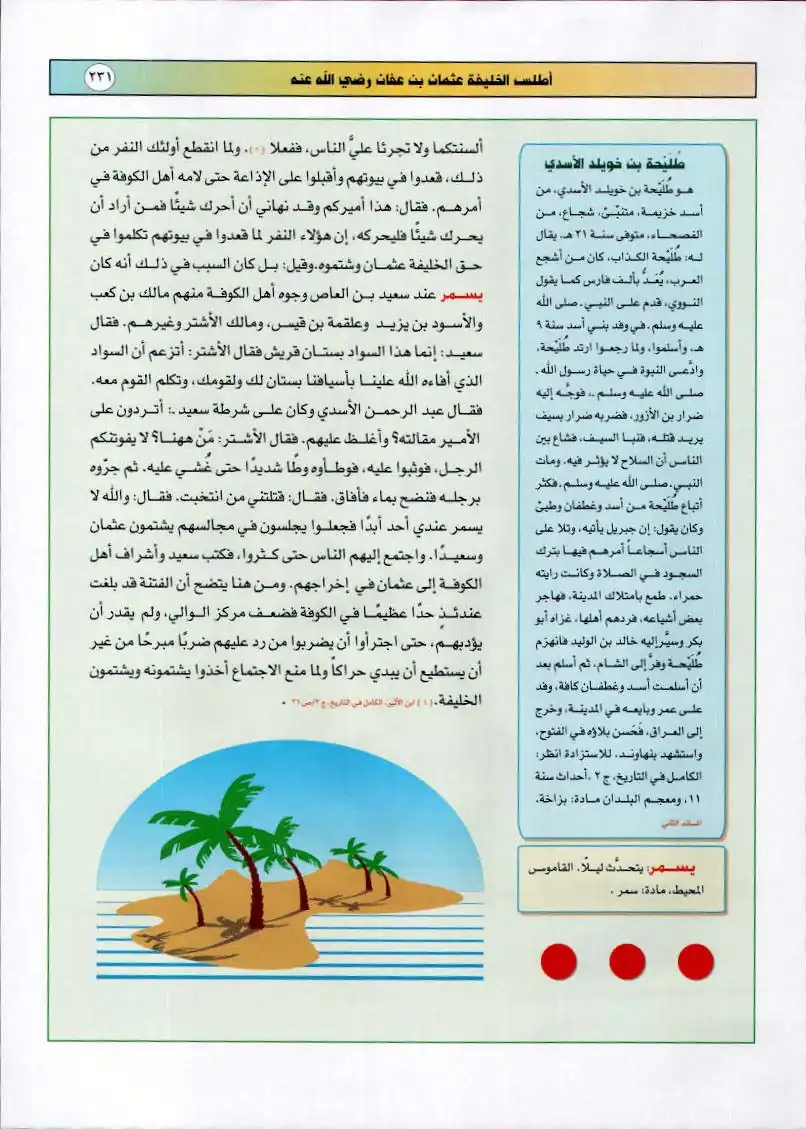 أطلس الخليفة عثمان بن عفان رضي الله عنه
٢٣١
ألسنتكما ولا تجرئا عليَّ الناس، ففعلا (٥). ولما انقطع أولئك النفر من
ذلك، قعدوا في بيوتهم وأقبلوا على الإذاعة حتى لامه أهل الكوفة في
أمرهم. فقال: هذا أميركم وقد نهاني أن أحرك شيئًا فمن أراد أن
يحرك شيئًا فليحركه، إن هؤلاء النفر لما قعدوا في بيوتهم تكلموا في
حق الخليفة عثمان وشتموه.وقيل: بل كان السبب في ذلك أنه كان
يسمر عند سعيد بن العاص وجوه أهل الكوفة منهم مالك بن كعب
والأسود بن يزيد وعلقمة بن قيس، ومالك الأشتر وغيرهم. فقال
سعيد: إنما هذا السواد بستان قريش فقال الأشتر: أتزعم أن السواد
الذي أفاءه الله علينا بأسيافنا بستان لك ولقومك، وتكلم القوم معه.
فقال عبد الرحمن الأسدي وكان على شرطة سعيد .: أتردون على
الأمير مقالته؟ وأغلظ عليهم. فقال الأشتر: مَنْ ههنا؟ لا يفوتنكم
الرجل، فوثبوا عليه، فوطأوه وطًا شديدًا حتى غُشي عليه. ثم جرّوه
برجله فنضح بماء فأفاق. فقال: قتلتني من انتخبت. فقال: والله لا
يسمر عندي أحد أبدًا فجعلوا يجلسون في مجالسهم يشتمون عثمان
وسعيدًا. واجتمع إليهم الناس حتى كثروا، فكتب سعيد وأشراف أهل
الكوفة إلى عثمان في إخراجهم. ومن هنا يتضح أن الفتنة قد بلغت
عندئذٍ حدًا عظيمًا في الكوفة فضعف مركز الوالي، ولم يقدر أن
يؤدبهم، حتى اجترأوا أن يضربوا من رد عليهم ضربًا مبرحًا من غير
أن يستطيع أن يبدي حراكاً ولما منع الاجتماع أخذوا يشتمونه ويشتمون
الخليفة.(١) ابن الأثير، الكامل في التاريخ، ج٣/ص٣١ .
طُلَيْحة بن خويلد الأسدي
هو طُلَيْحة بن خويلد الأسدي، من
أسد خزيمة، متنبّئ، شجاع، من
الفصحاء، متوفى سنة ٢١ هـ. يقال
له: طُلَيْحة الكذاب، كان من أشجع
العرب، يُعَدُّ بألف فارس كما يقول
النووي، قدم على النبي. صلى الله
عليه وسلم . في وفد بني أسد سنة ٩
هـ، وأسلموا، ولما رجعوا ارتد طُلَيْحة،
وادَّعى النبوة في حياة رسول الله .
صلى الله عليه وسلم .، فوجَّه إليه
ضرار بن الأزور، فضربه ضرار بسيف
يريد قتله، فنبا السيف، فشاع بين
الناس أن السلاح لا يؤثر فيه. ومات
النبي. صلى الله عليه وسلم . فكثر
أتباع طُلَيْحة من أسد وغطفان وطيئ
وكان يقول: إن جبريل يأتيه، وتلا على
الناس أسجاعاً أمرهم فيها بترك
السجود في الصلاة وكانت رايته
حمراء. طمع بامتلاك المدينة، فهاجر
بعض أشياعه، فردهم أهلها، غزاه أبو
بكر وسيَّر إليه خالد بن الوليد فانهزم
طُلَيْحة وفرَّ إلى الشام، ثم أسلم بعد
أن أسلمت أسد وغطفان كافة، وفد
على عمر وبايعه في المدينة، وخرج
إلى العراق، فَحَسن بلاؤه في الفتوح،
واستشهد بنهاوند. للاستزادة انظر:
الكامل في التاريخ، ج ٢ ،أحداث سنة
١١، ومعجم البلدان مادة: بزاخة.
يسمر: يتحدَّث ليلاً. القاموس
المحيط، مادة: سمر .